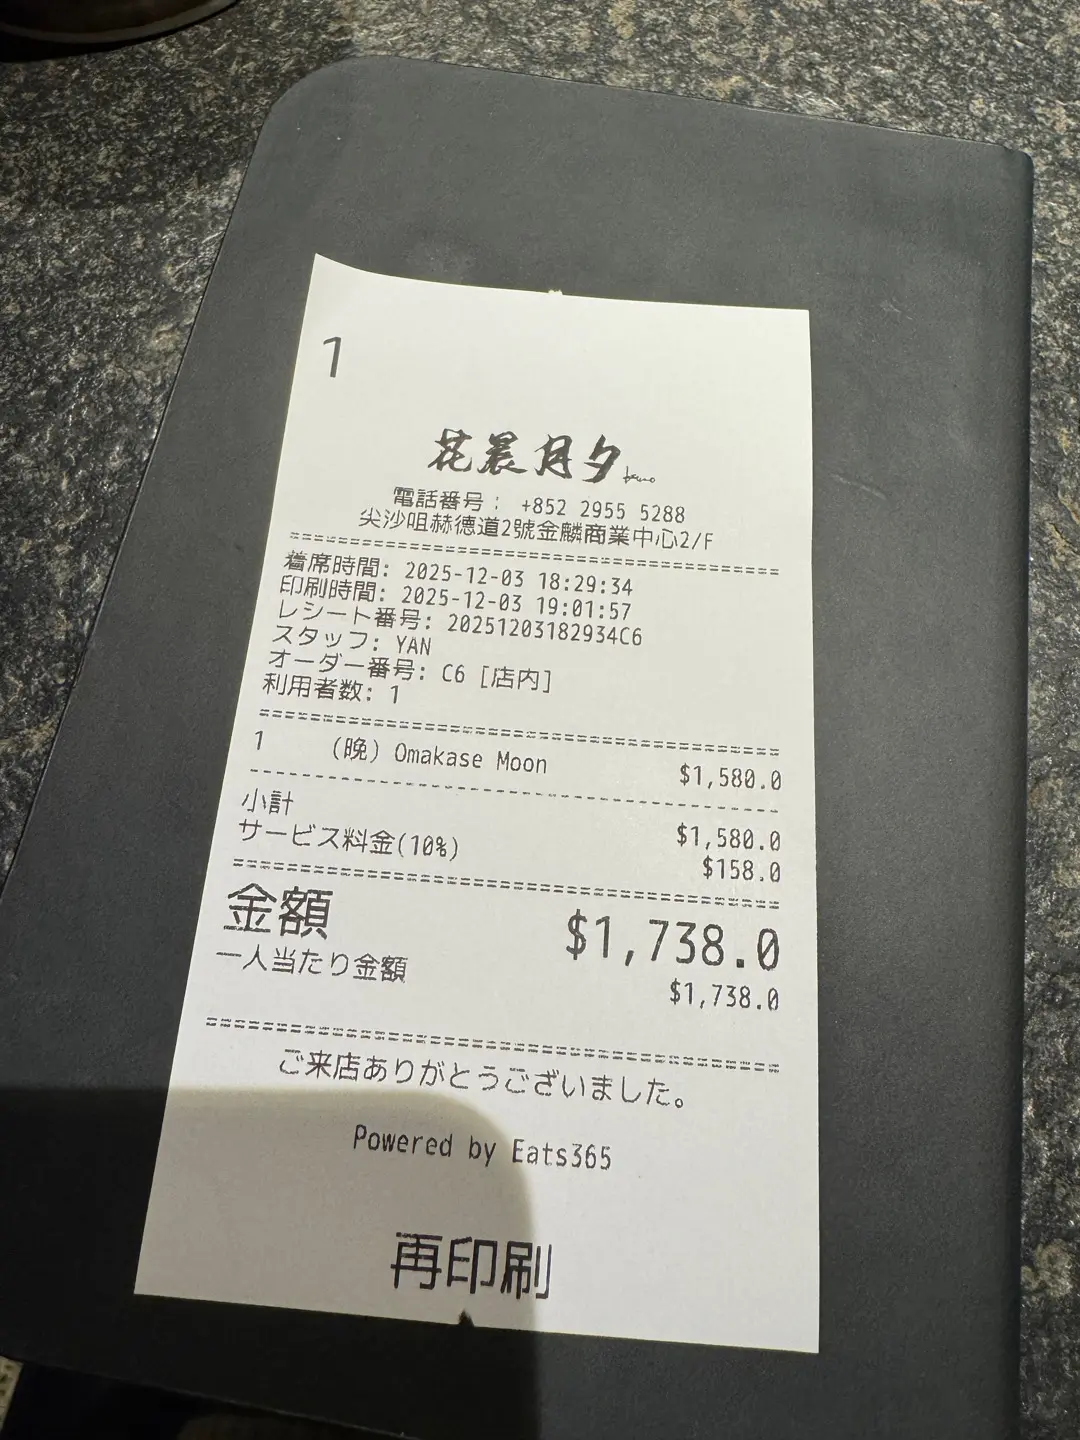 1
花晨月夕
電話番号: +852 2955 5288
尖沙咀赫德道2號金麟商業中心2/F
着席時間: 2025-12-03 18:29:34
印刷時間: 2025-12-03 19:01:57
レシート番号: 20251203182934C6
スタッフ: YAN
オーダー番号: C6 [店内]
利用者数: 1
1 (晚) Omakase Moon $1,580.0
小計 $1,580.0
サービス料金(10%) $158.0
金額 $1,738.0
一人当たり金額 $1,738.0
ご来店ありがとうございました。
Powered by Eats365
再印刷